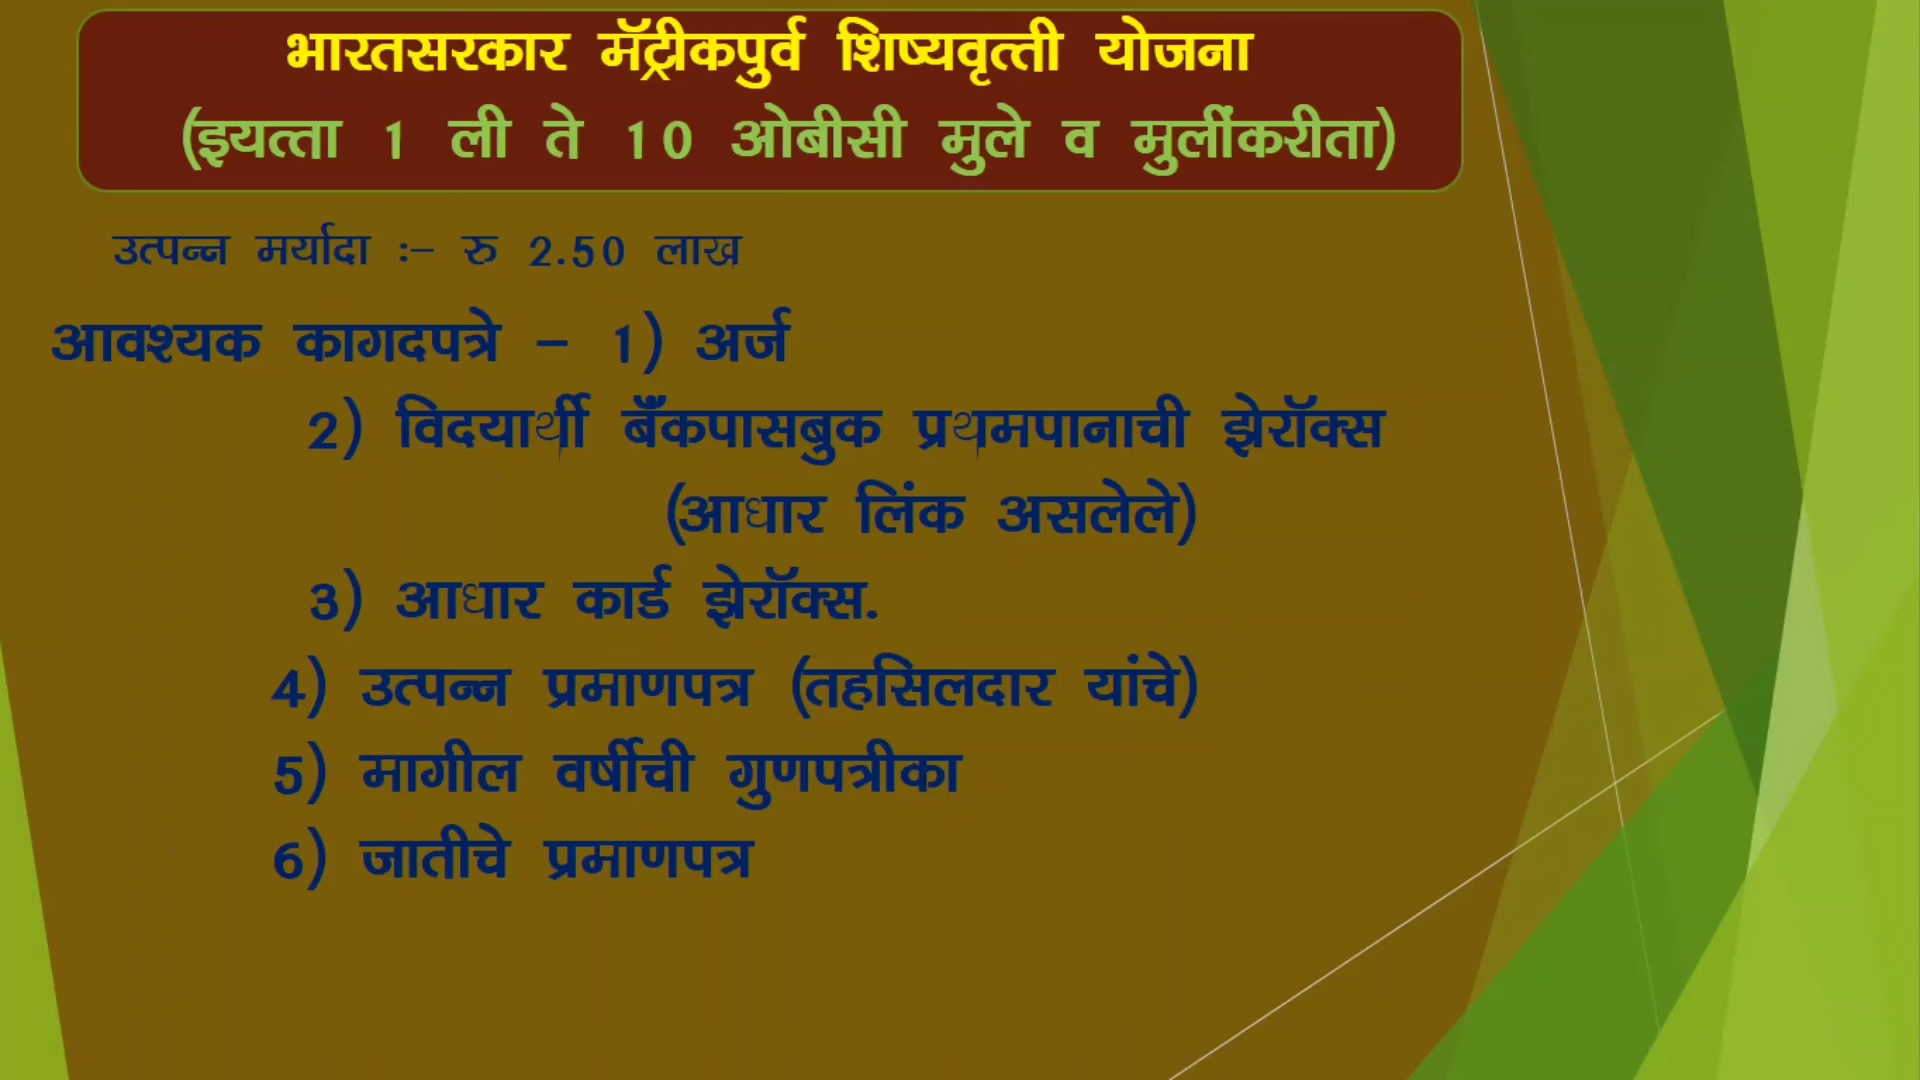 भारतसरकार मॅट्रीकपुर्व शिष्यवृत्ती योजना
(इयत्ता 1 ली ते 10 ओबीसी मुले व मुलींकरीता)
उत्पन्न मर्यादा :- रु 2.50 लाख
आवश्यक कागदपत्रे - 1) अर्ज
2) विदयार्थी बॅंकपासबुक प्रथमपानाची झेरॉक्स
(आधार लिंक असलेले)
3) आधार कार्ड झेरॉक्स.
4) उत्पन्न प्रमाणपत्र (तहसिलदार यांचे)
5) मागील वर्षीची गुणपत्रीका
6) जातीचे प्रमाणपत्र